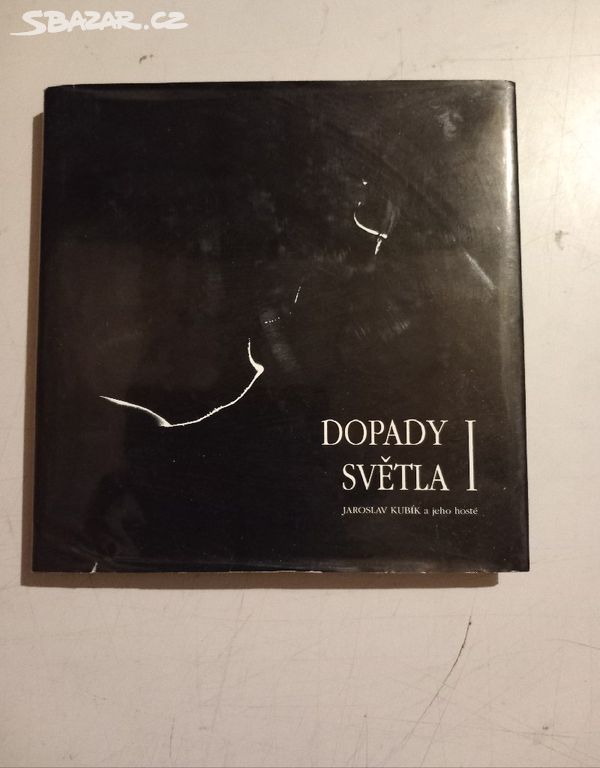 SBAZAR.CZ
DOPADY I
SVĚTLA
JAROSLAV KUBÍK a jeho hosté